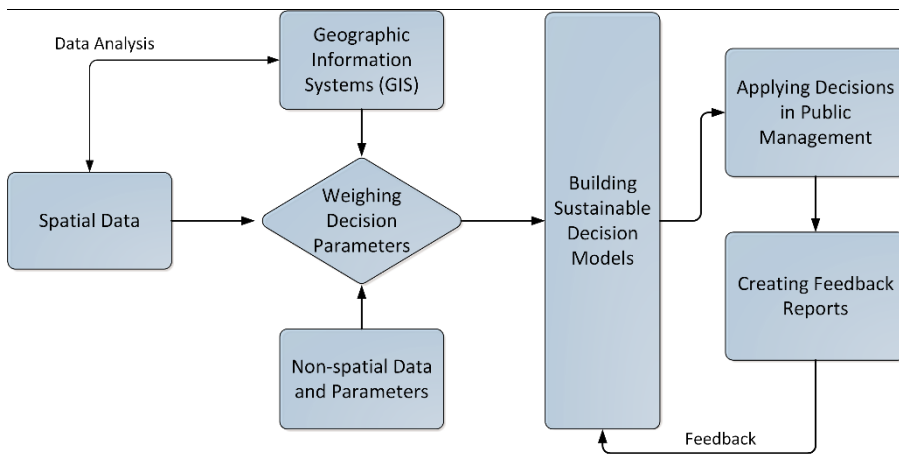 Data Analysis
Geographic
Information
Systems (GIS)
Spatial Data
Weighing
Decision
Parameters
Non-spatial Data
and Parameters
Building
Sustainable
Decision
Models
Applying Decisions
in Public
Management
Creating Feedback
Reports
Feedback